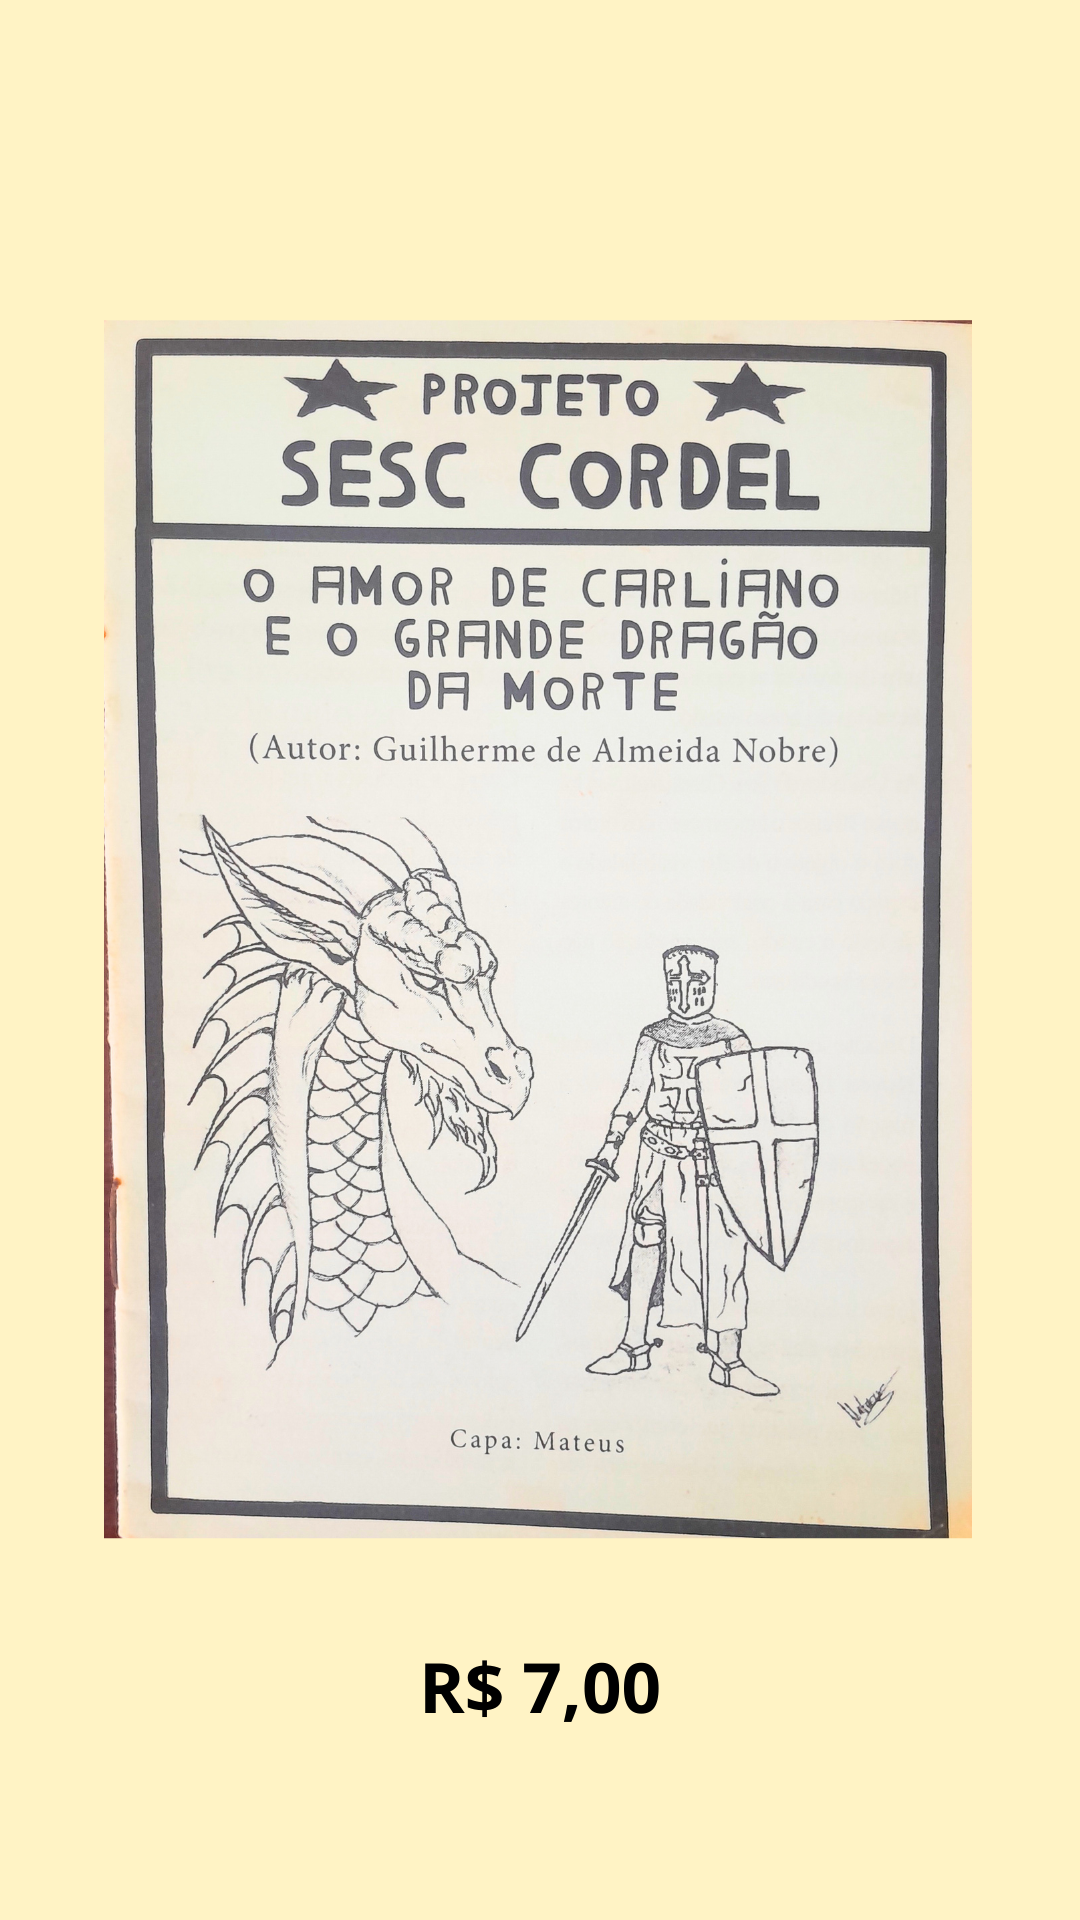 PROJETO
SESC CORDEL
O AMOR DE CARLIANO
E O GRANDE DRAGÃO
DA MORTE
(Autor: Guilherme de Almeida Nobre)
Mateus
Capa: Mateus
R$ 7,00